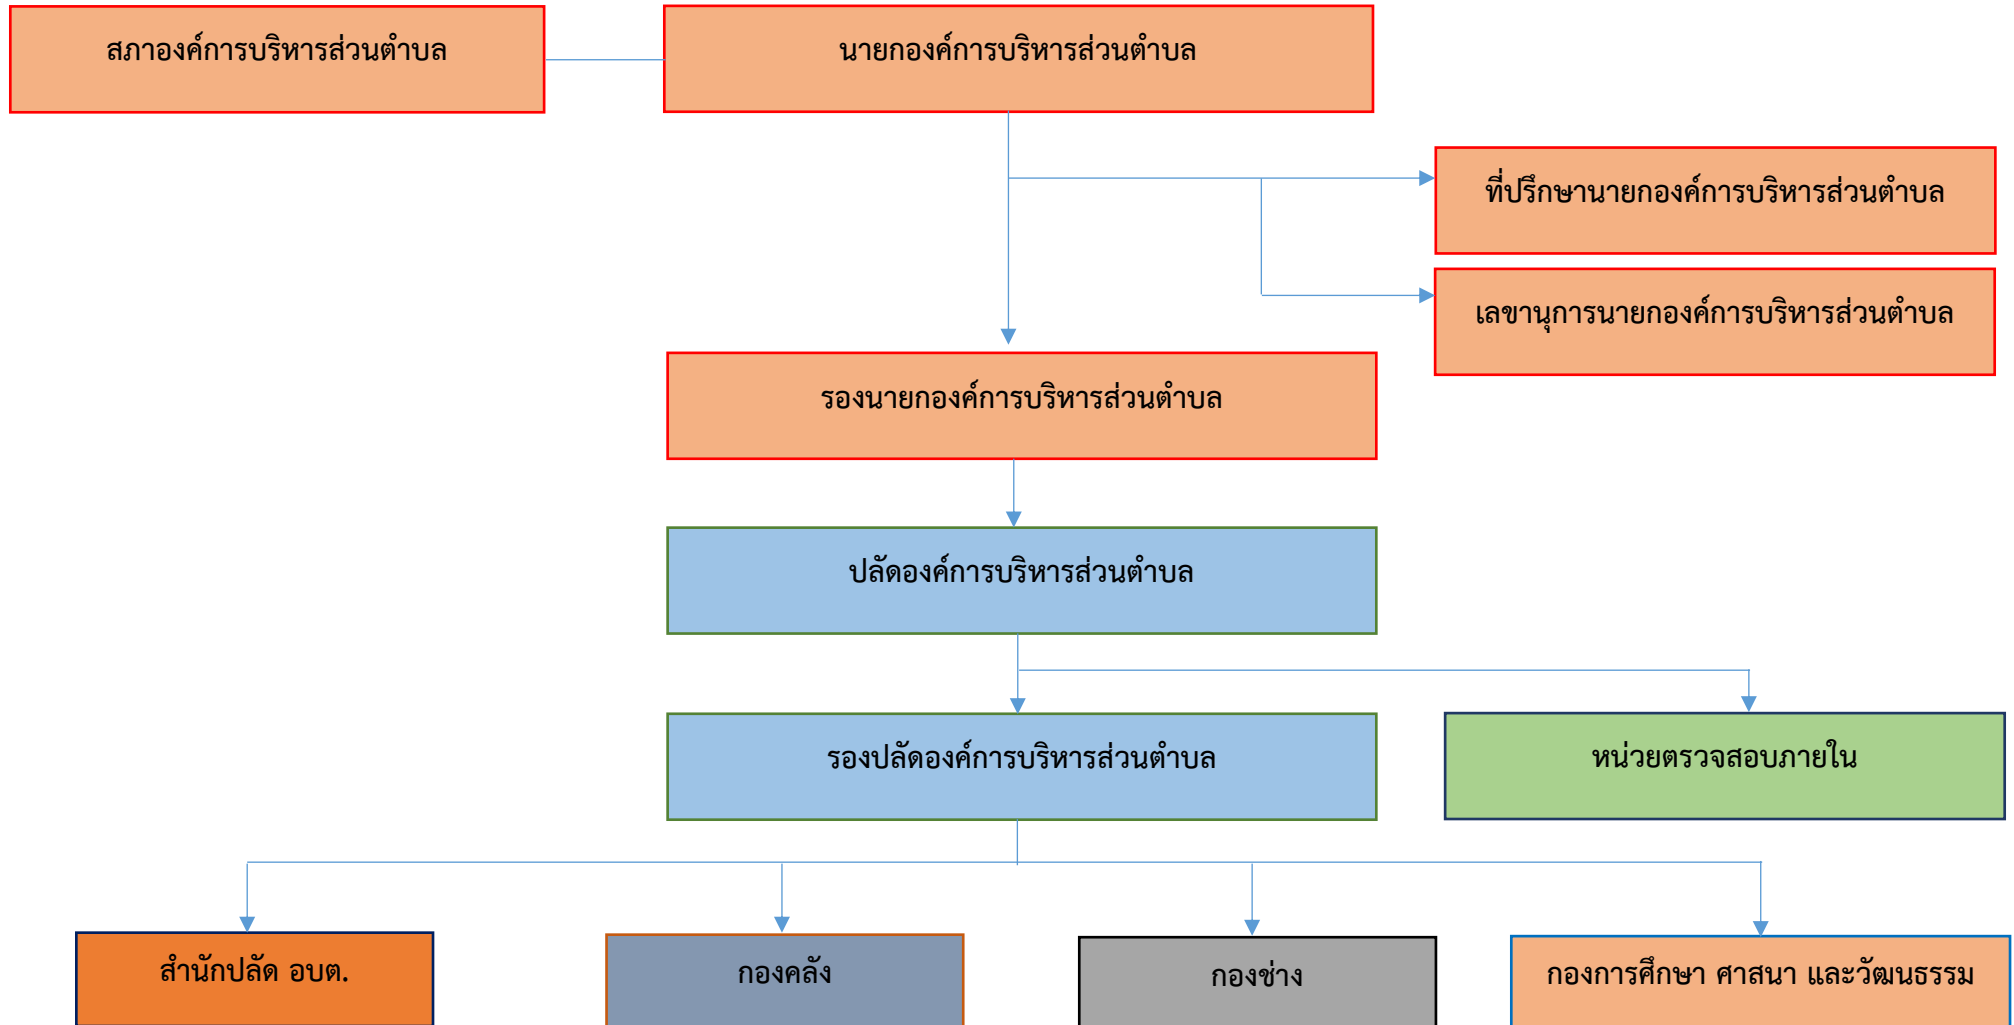 สภาองค์การบริหารส่วนตำบล
นายกองค์การบริหารส่วนตำบล
ที่ปรึกษานายกองค์การบริหารส่วนตำบล
เลขานุการนายกองค์การบริหารส่วนตำบล
รองนายกองค์การบริหารส่วนตำบล
ปลัดองค์การบริหารส่วนตำบล
รองปลัดองค์การบริหารส่วนตำบล
หน่วยตรวจสอบภายใน
สำนักปลัด อบต.
กองคลัง
กองช่าง
กองการศึกษา ศาสนา และวัฒนธรรม